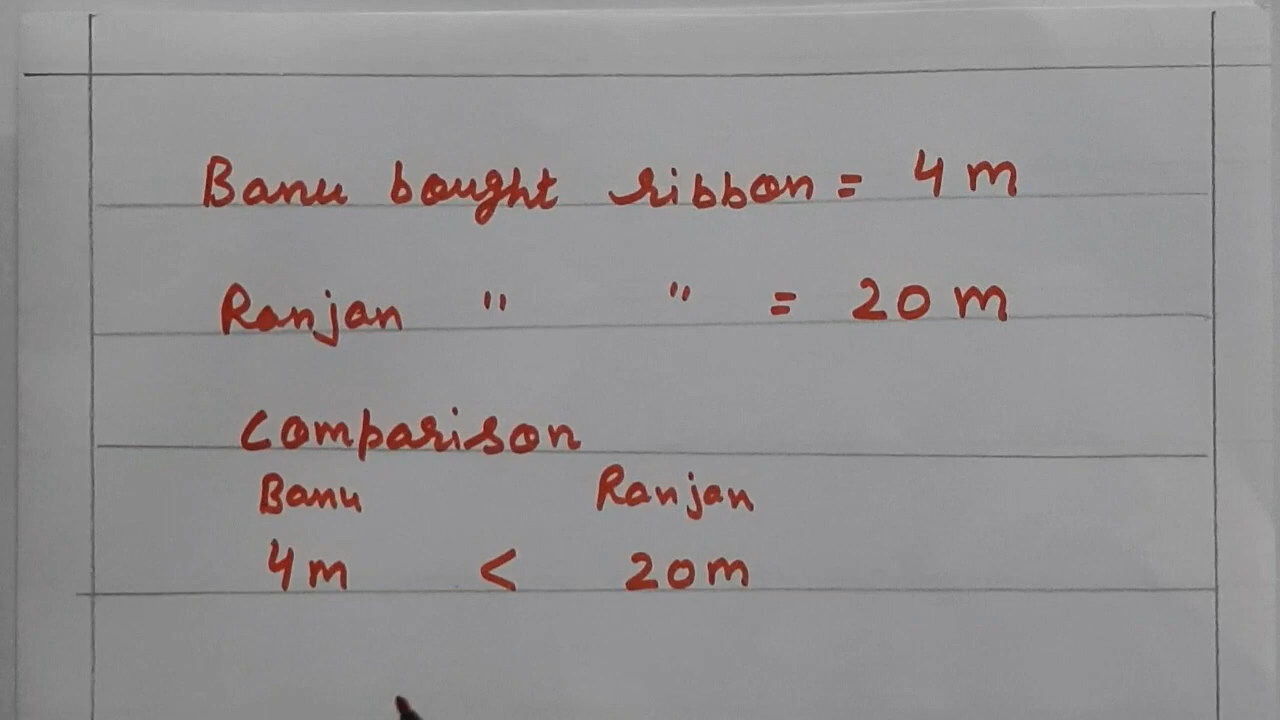 Banu bought ribbon = 4 m
Ranjan " " = 20 m
Comparison
Banu Ranjan
4m < 20m